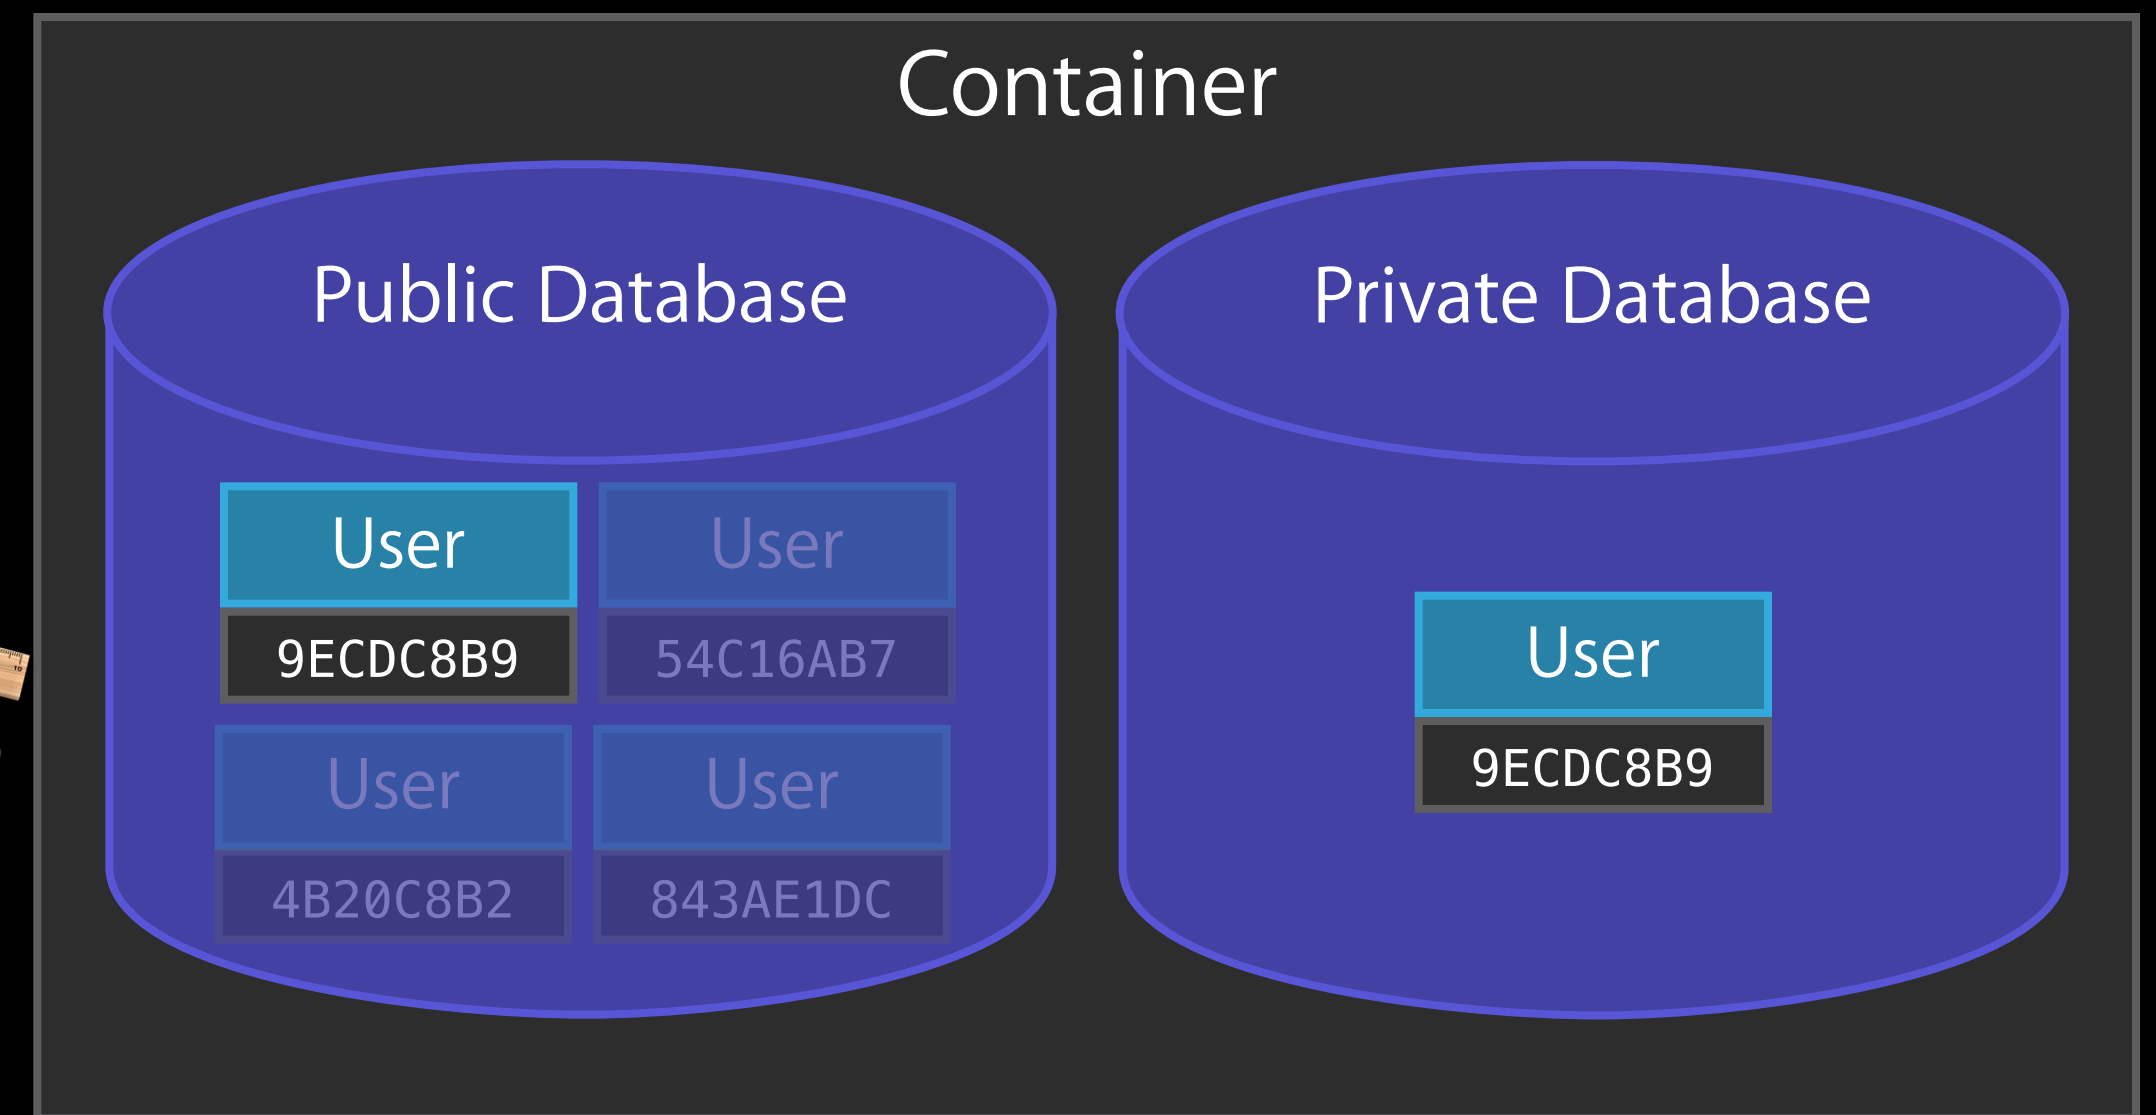 Container
Public Database
Private Database
User
User
9ECDC8B9
54C16AB7
User
User
4B20C8B2
843AE1DC
User
9ECDC8B9